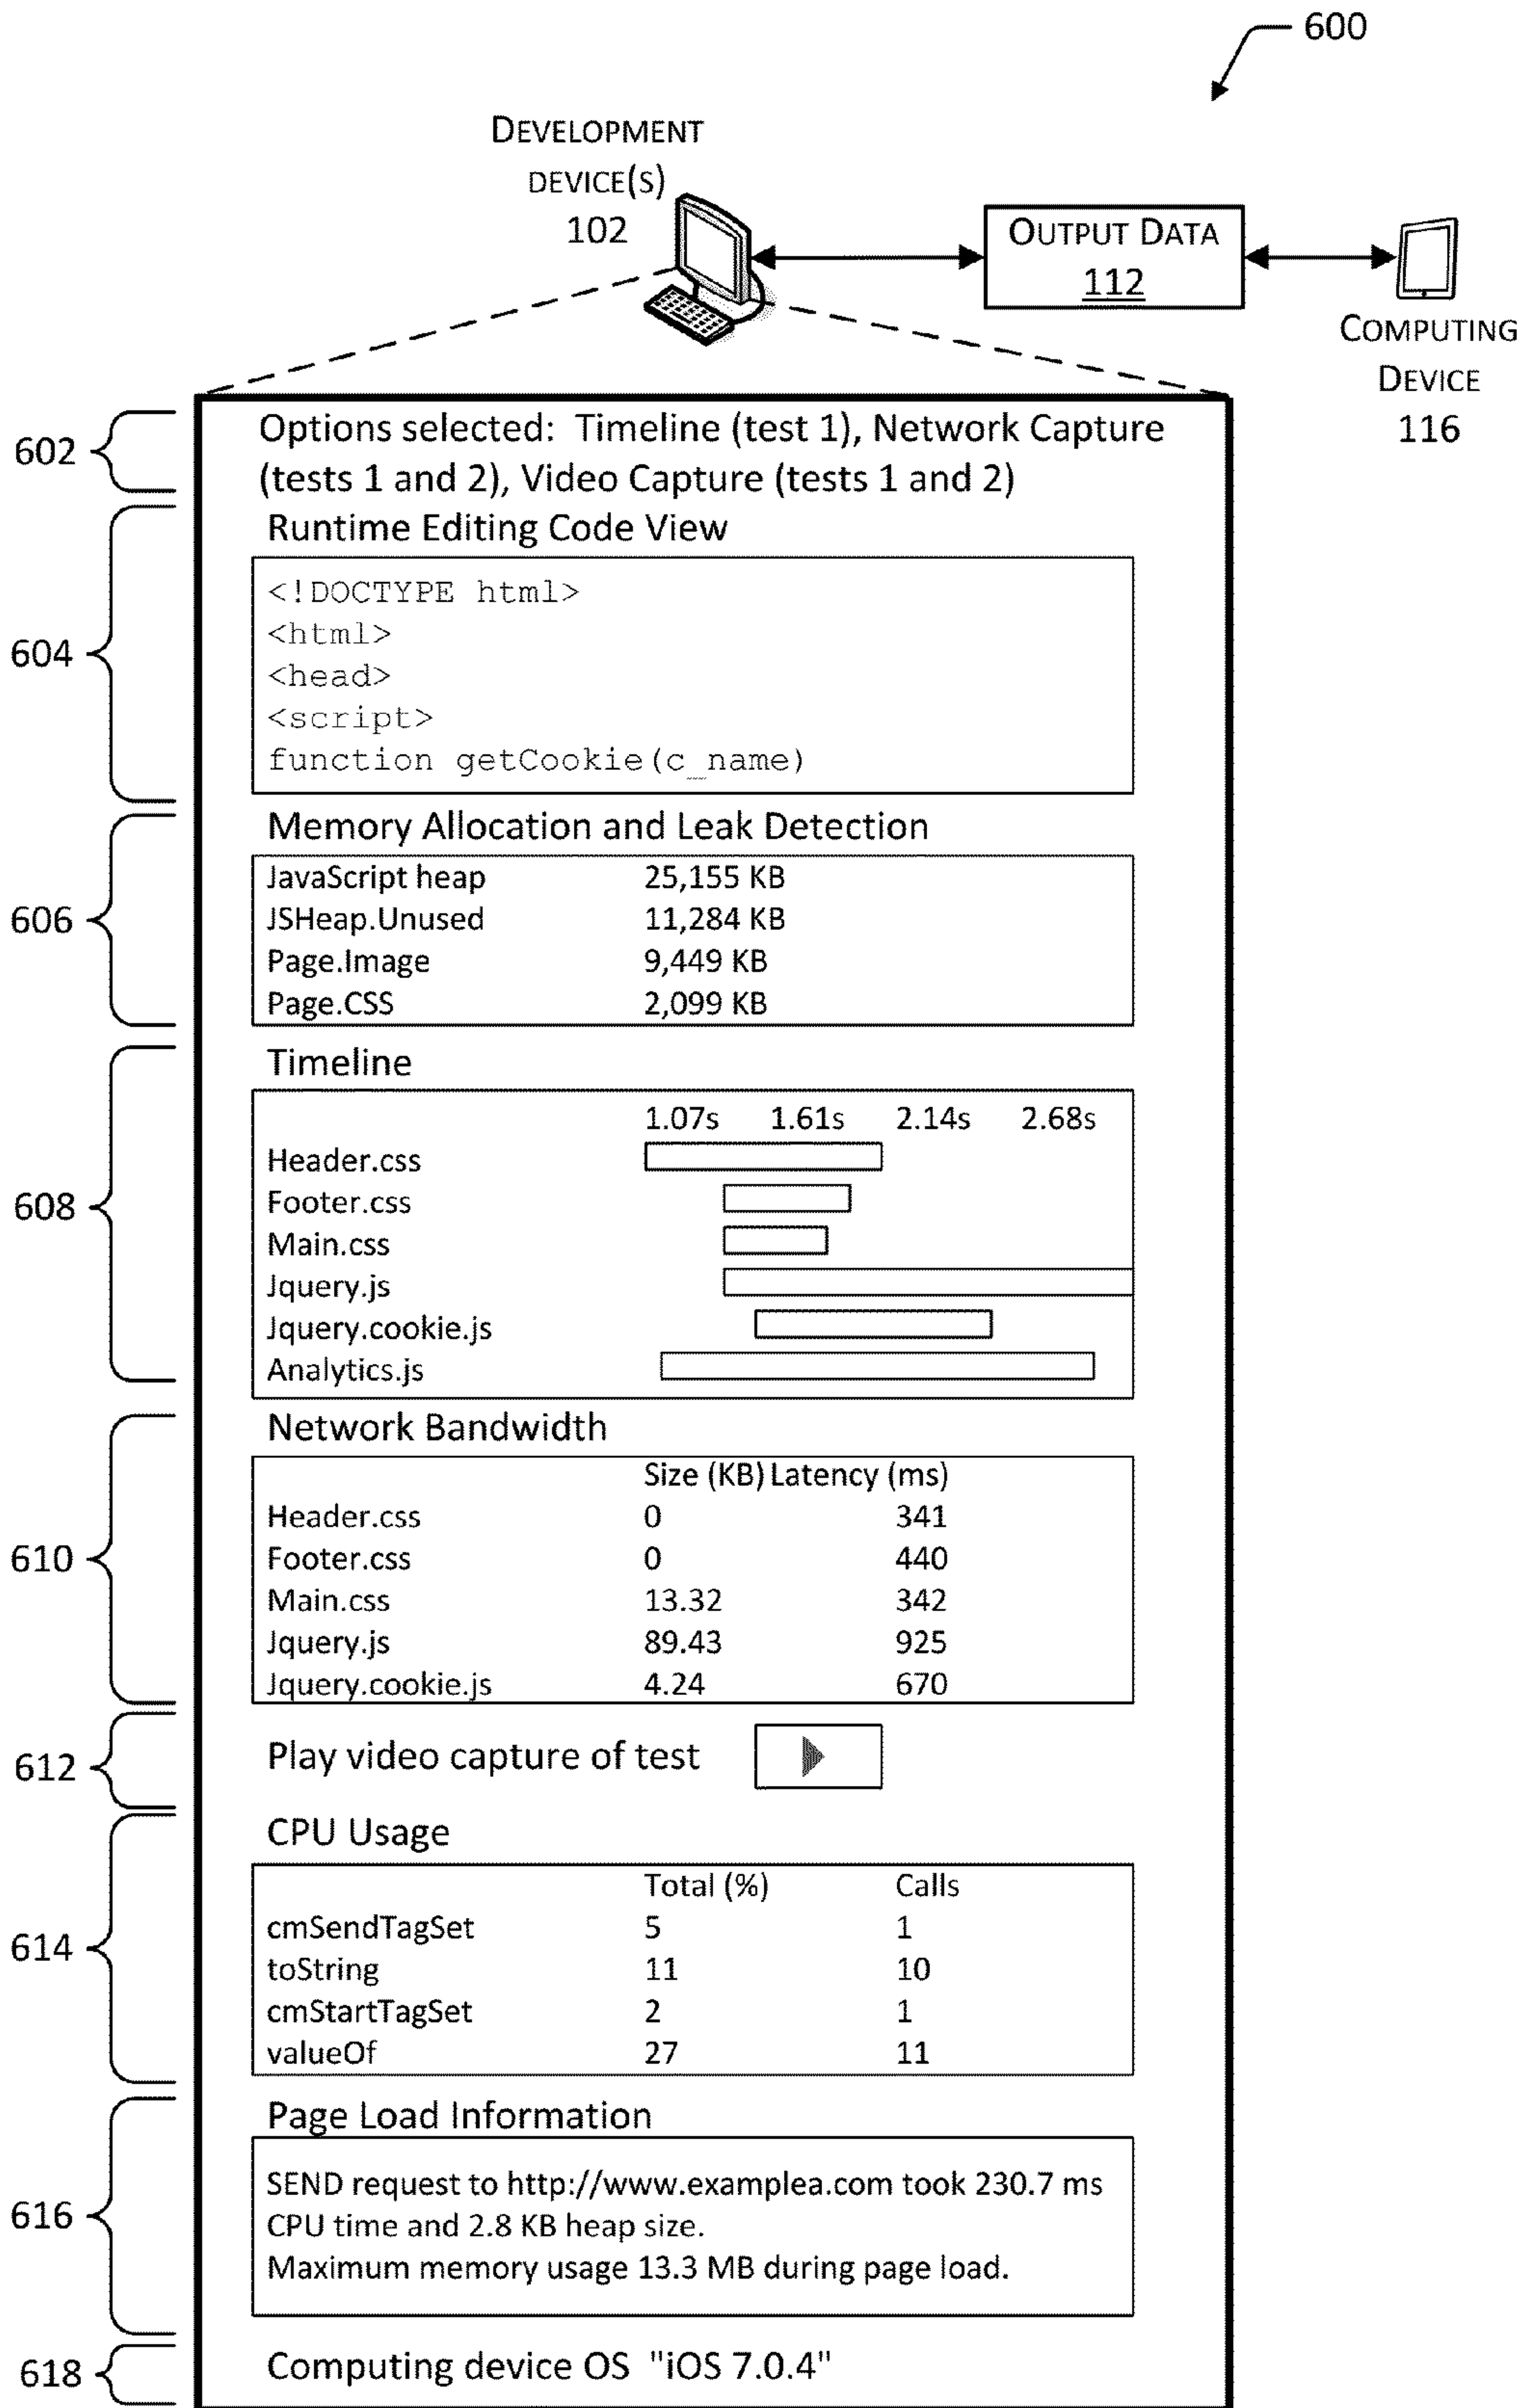 600
DEVELOPMENT
DEVICE(S)
102
OUTPUT DATA
112
COMPUTING
DEVICE
116
602
Options selected: Timeline (test 1), Network Capture
(tests 1 and 2), Video Capture (tests 1 and 2)
604
Runtime Editing Code View
<!DOCTYPE html>
<html>
<head>
<script>
function getCookie(c_name)
606
Memory Allocation and Leak Detection
JavaScript heap 25,155 KB
JSHeap.Unused 11,284 KB
Page.Image 9,449 KB
Page.CSS 2,099 KB
608
Timeline
1.07s 1.61s 2.14s 2.68s
Header.css
Footer.css
Main.css
Jquery.js
Jquery.cookie.js
Analytics.js
610
Network Bandwidth
Size (KB) Latency (ms)
Header.css 0 341
Footer.css 0 440
Main.css 13.32 342
Jquery.js 89.43 925
Jquery.cookie.js 4.24 670
612
Play video capture of test
614
CPU Usage
Total (%) Calls
cmSendTagSet 5 1
toString 11 10
cmStartTagSet 2 1
valueOf 27 11
616
Page Load Information
SEND request to http://www.examplea.com took 230.7 ms
CPU time and 2.8 KB heap size.
Maximum memory usage 13.3 MB during page load.
618
Computing device OS "iOS 7.0.4"